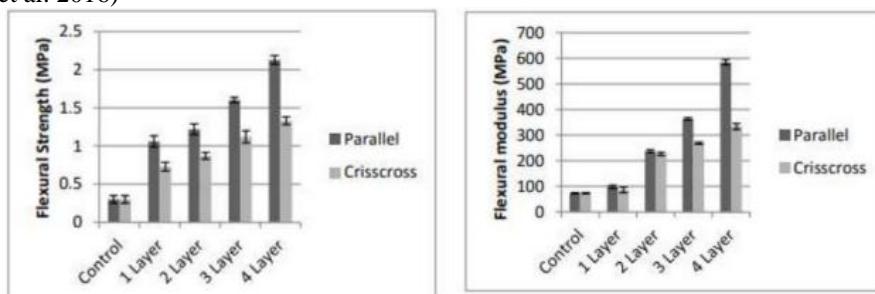 et al. 2018)
Flexural Strength (MPa)
2.5
2
1.5
1
0.5
0
Control
1 Layer
2 Layer
3 Layer
4 Layer
Parallel
Crisscross
Flexural modulus (MPa)
700
600
500
400
300
200
100
0
Control
1 Layer
2 Layer
3 Layer
4 Layer
Parallel
Crisscross